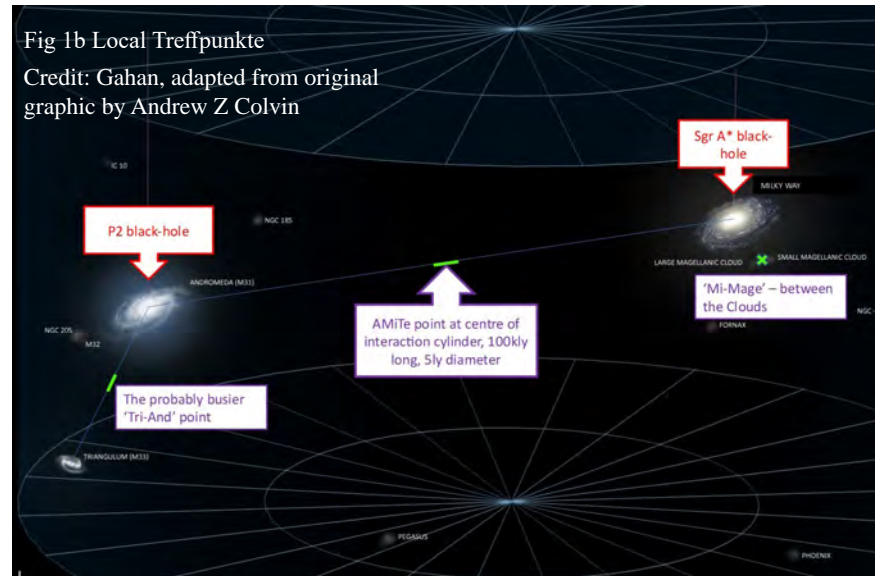 Fig 1b Local Treffpunkte
Credit: Gahan, adapted from original
graphic by Andrew Z Colvin
Sgr A* black-
hole
IC 10
MILKY WAY
NGC 185
P2 black-hole
LARGE MAGELLANIC CLOUD
SMALL MAGELLANIC CLOUD
ANDROMEDA (M31)
'Mi-Mage' – between
the Clouds
NGC
AMiTe point at centre of
interaction cylinder, 100kly
long, 5ly diameter
FORNAX
NGC 205
M32
The probably busier
'Tri-And' point
TRIANGULUM (M33)
PEGASUS
PHOENIX